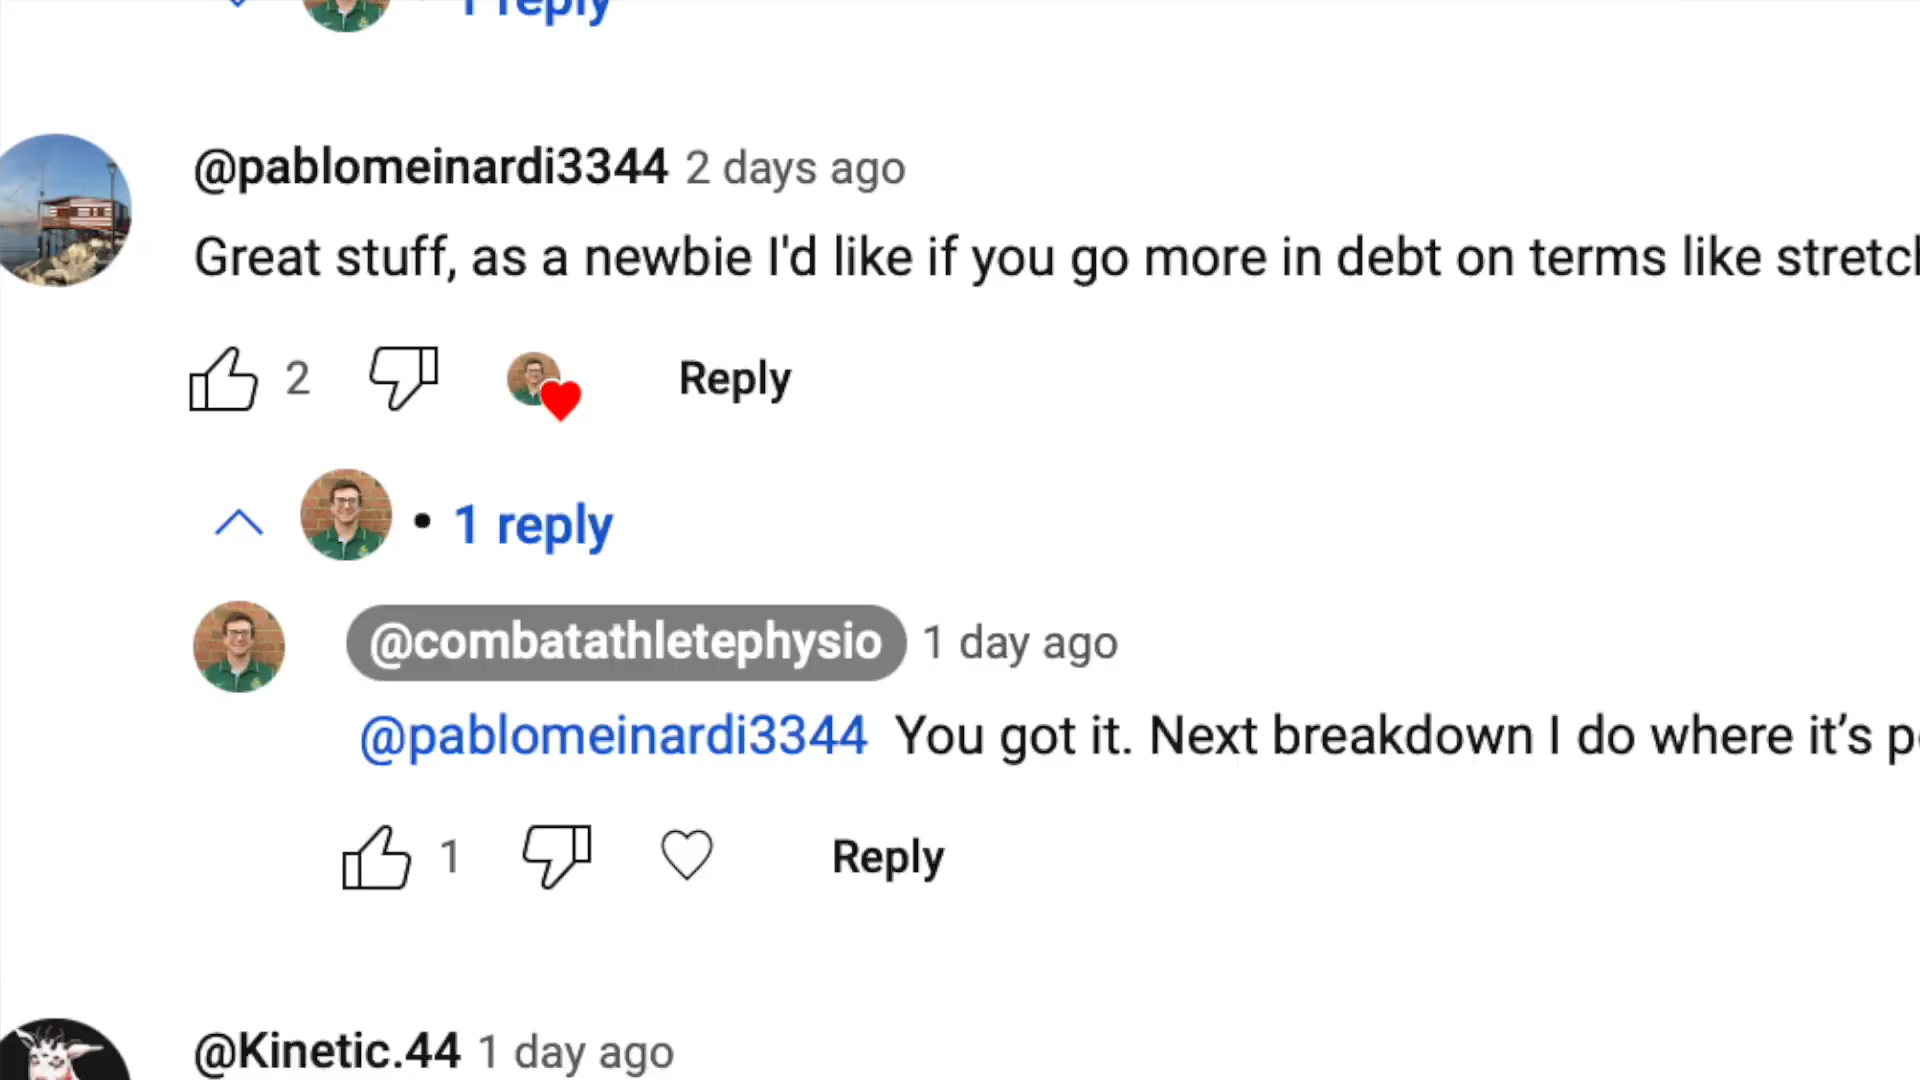 1 reply
@pablomeinardi3344 2 days ago
Great stuff, as a newbie I'd like if you go more in debt on terms like
2 Reply
1 reply
@combatathletephysio 1 day ago
@pablomeinardi3344 You got it. Next breakdown I do where it’s
1 Reply
@Kinetic.44 1 day ago